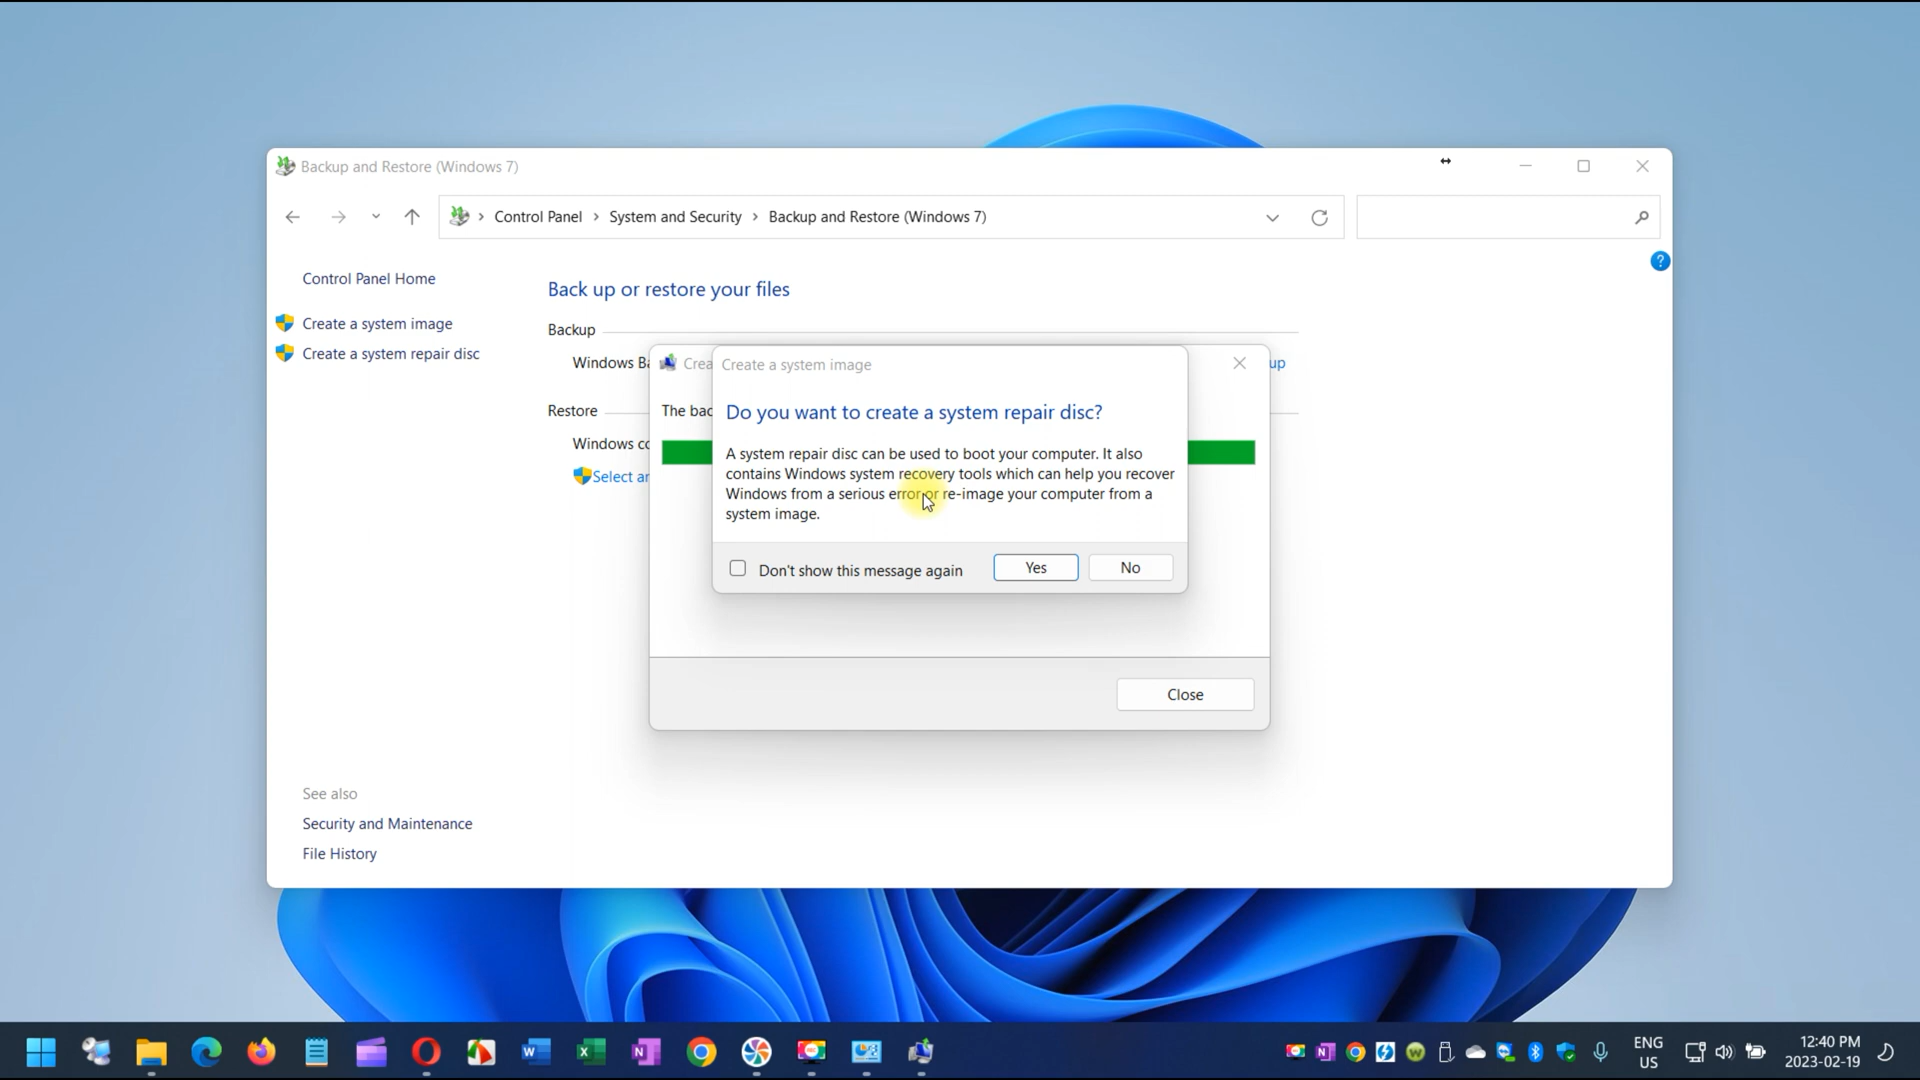 Backup and Restore (Windows 7)
Control Panel > System and Security > Backup and Restore (Windows 7)
Control Panel Home
Create a system image
Create a system repair disc
Back up or restore your files
Backup
Windows Ba
up
Restore
Windows co
Select an
Crea
The bac
Create a system image
Do you want to create a system repair disc?
A system repair disc can be used to boot your computer. It also
contains Windows system recovery tools which can help you recover
Windows from a serious error or re-image your computer from a
system image.
Don't show this message again
Yes
No
Close
See also
Security and Maintenance
File History
ENG
US
12:40 PM
2023-02-19